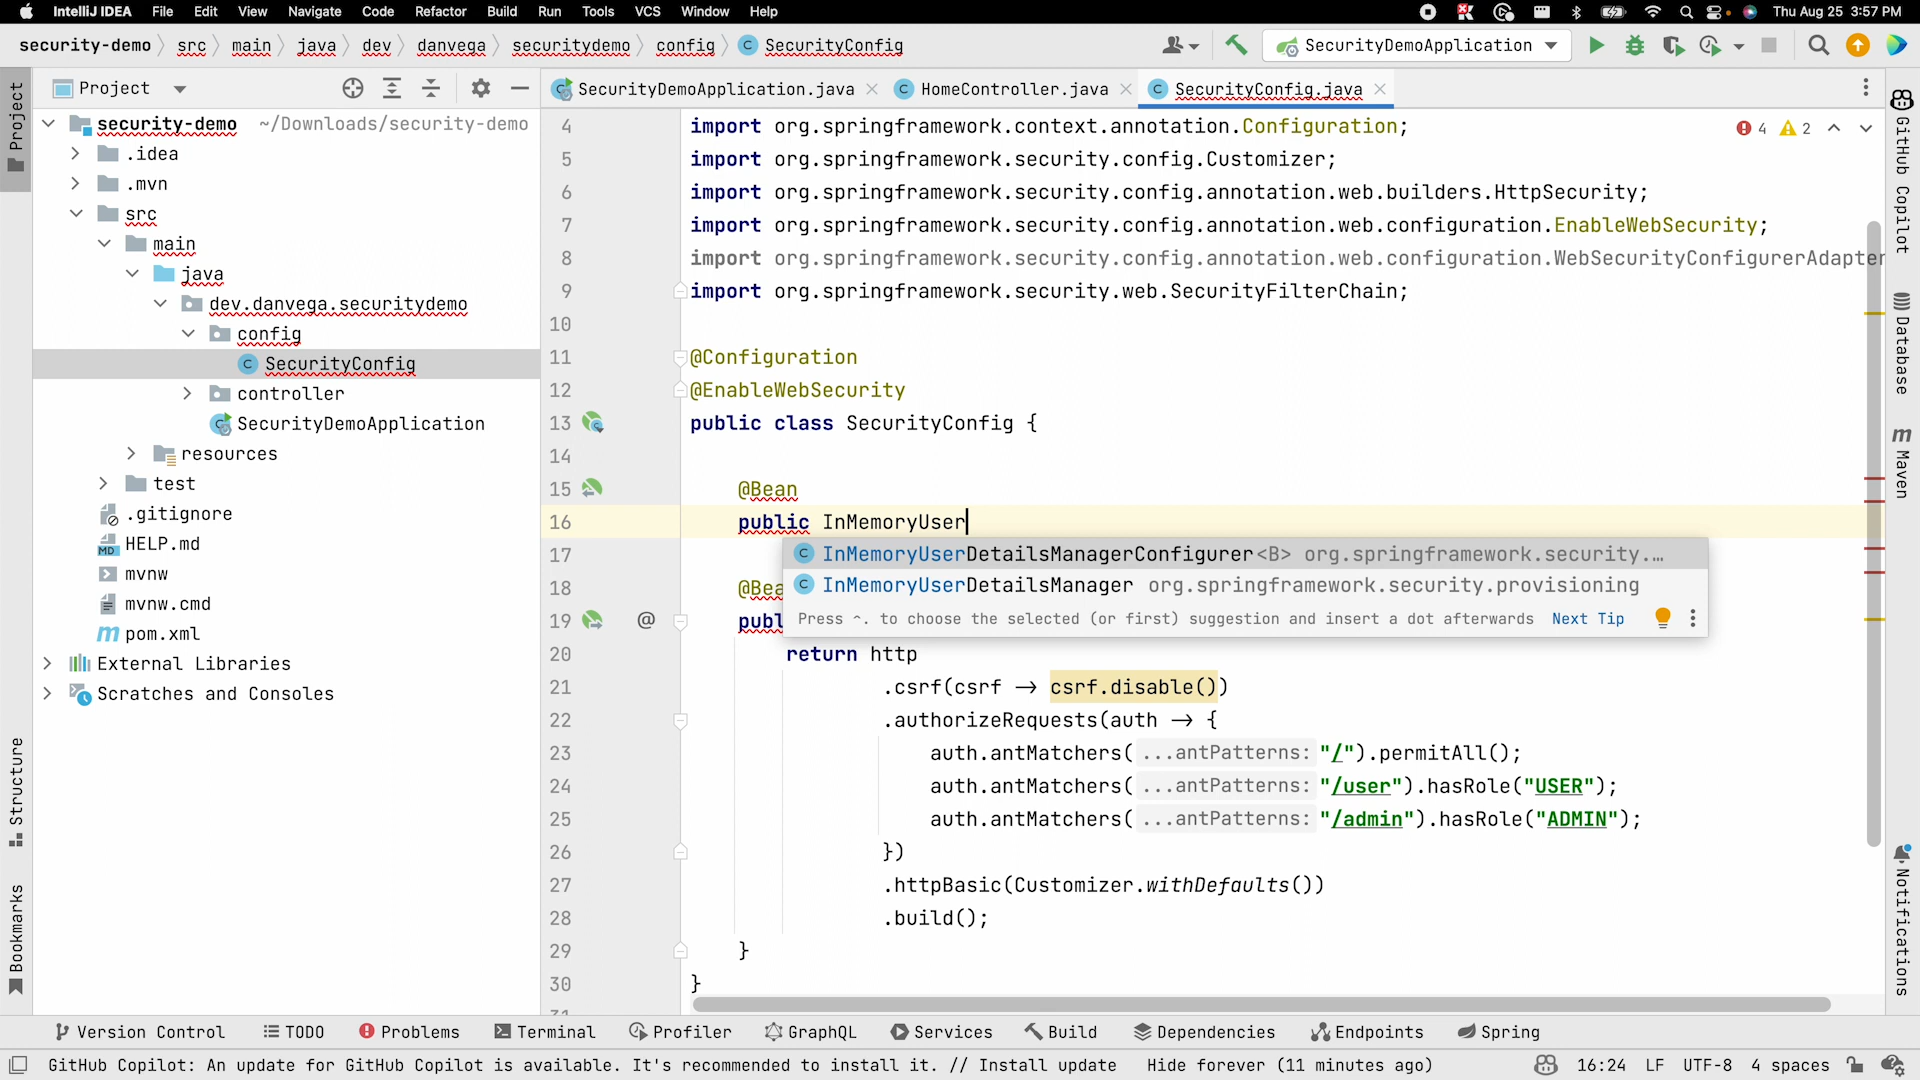 IntelliJ IDEA File Edit View Navigate Code Refactor Build Run Tools VCS Window Help Thu Aug 25 3:57 PM
security-demo src main java dev danvega securitydemo config SecurityConfig SecurityDemoApplication
Project SecurityDemoApplication.java HomeController.java SecurityConfig.java
Project
security-demo ~/Downloads/security-demo
.idea
.mvn
src
main
java
dev.danvega.securitydemo
config
SecurityConfig
controller
SecurityDemoApplication
resources
test
.gitignore
HELP.md
mvnw
mvnw.cmd
pom.xml
External Libraries
Scratches and Consoles
Structure
Bookmarks
4 import org.springframework.context.annotation.Configuration;
4 2
5 import org.springframework.security.config.Customizer;
6 import org.springframework.security.config.annotation.web.builders.HttpSecurity;
7 import org.springframework.security.config.annotation.web.configuration.EnableWebSecurity;
8 import org.springframework.security.config.annotation.web.configuration.WebSecurityConfigurerAdapter
9 import org.springframework.security.web.SecurityFilterChain;
10
11 @Configuration
12 @EnableWebSecurity
13 public class SecurityConfig {
14
15 @Bean
16 public InMemoryUser
17 InMemoryUserDetailsManagerConfigurer<B> org.springframework.security.…
18 @Bea InMemoryUserDetailsManager org.springframework.security.provisioning
19 @ publ Press ⌃. to choose the selected (or first) suggestion and insert a dot afterwards Next Tip
20 return http
21 .csrf(csrf → csrf.disable())
22 .authorizeRequests(auth → {
23 auth.antMatchers( ...antPatterns: "/").permitAll();
24 auth.antMatchers( ...antPatterns: "/user").hasRole("USER");
25 auth.antMatchers( ...antPatterns: "/admin").hasRole("ADMIN");
26 })
27 .httpBasic(Customizer.withDefaults())
28 .build();
29 }
30 }
GitHub Copilot
Database
m Maven
Notifications
Version Control TODO Problems Terminal Profiler GraphQL Services Build Dependencies Endpoints Spring
GitHub Copilot: An update for GitHub Copilot is available. It's recommended to install it. // Install update Hide forever (11 minutes ago) 16:24 LF UTF-8 4 spaces